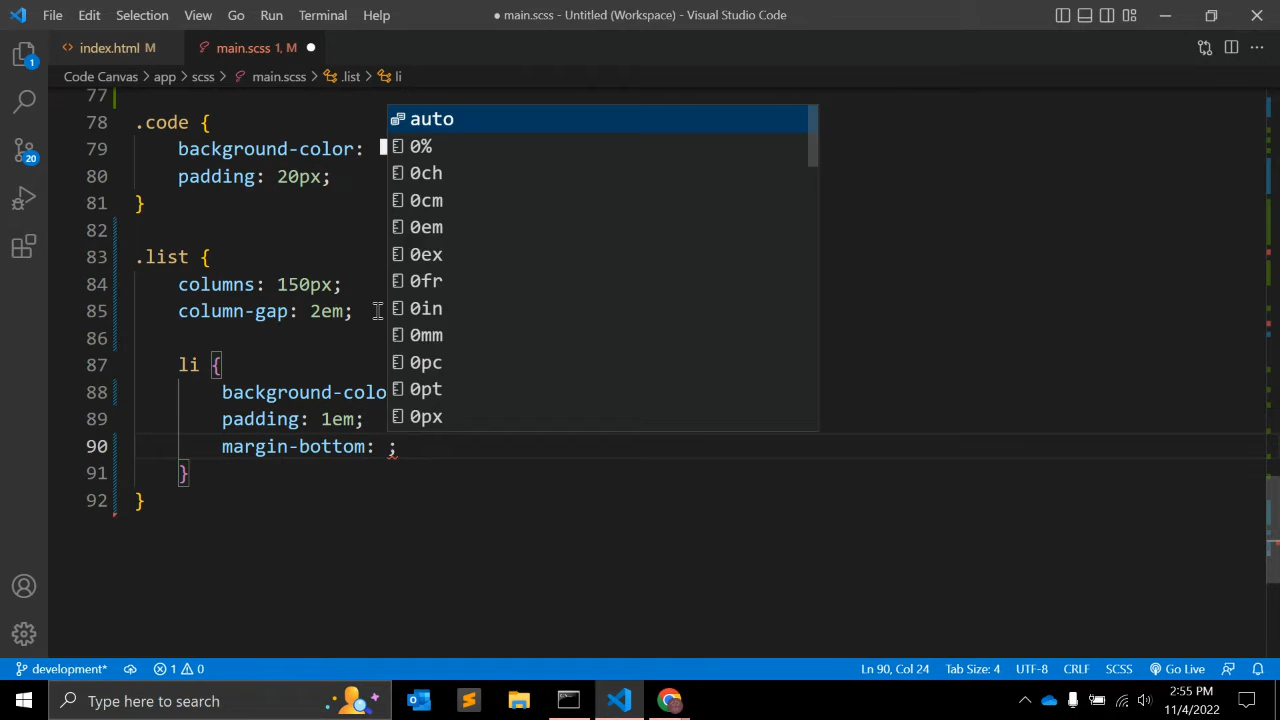 File Edit Selection View Go Run Terminal Help
● main.scss - Untitled (Workspace) - Visual Studio Code
index.html M
main.scss 1, M
Code Canvas > app > scss > main.scss > .list > li
77
78 .code {
79 background-color:
80 padding: 20px;
81 }
82
83 .list {
84 columns: 150px;
85 column-gap: 2em;
86
87 li {
88 background-colo
89 padding: 1em;
90 margin-bottom: ;
91 }
92 }
auto
0%
0ch
0cm
0em
0ex
0fr
0in
0mm
0pc
0pt
0px
1
20
development* 1 0
Ln 90, Col 24 Tab Size: 4 UTF-8 CRLF SCSS Go Live
Type here to search
2:55 PM
11/4/2022